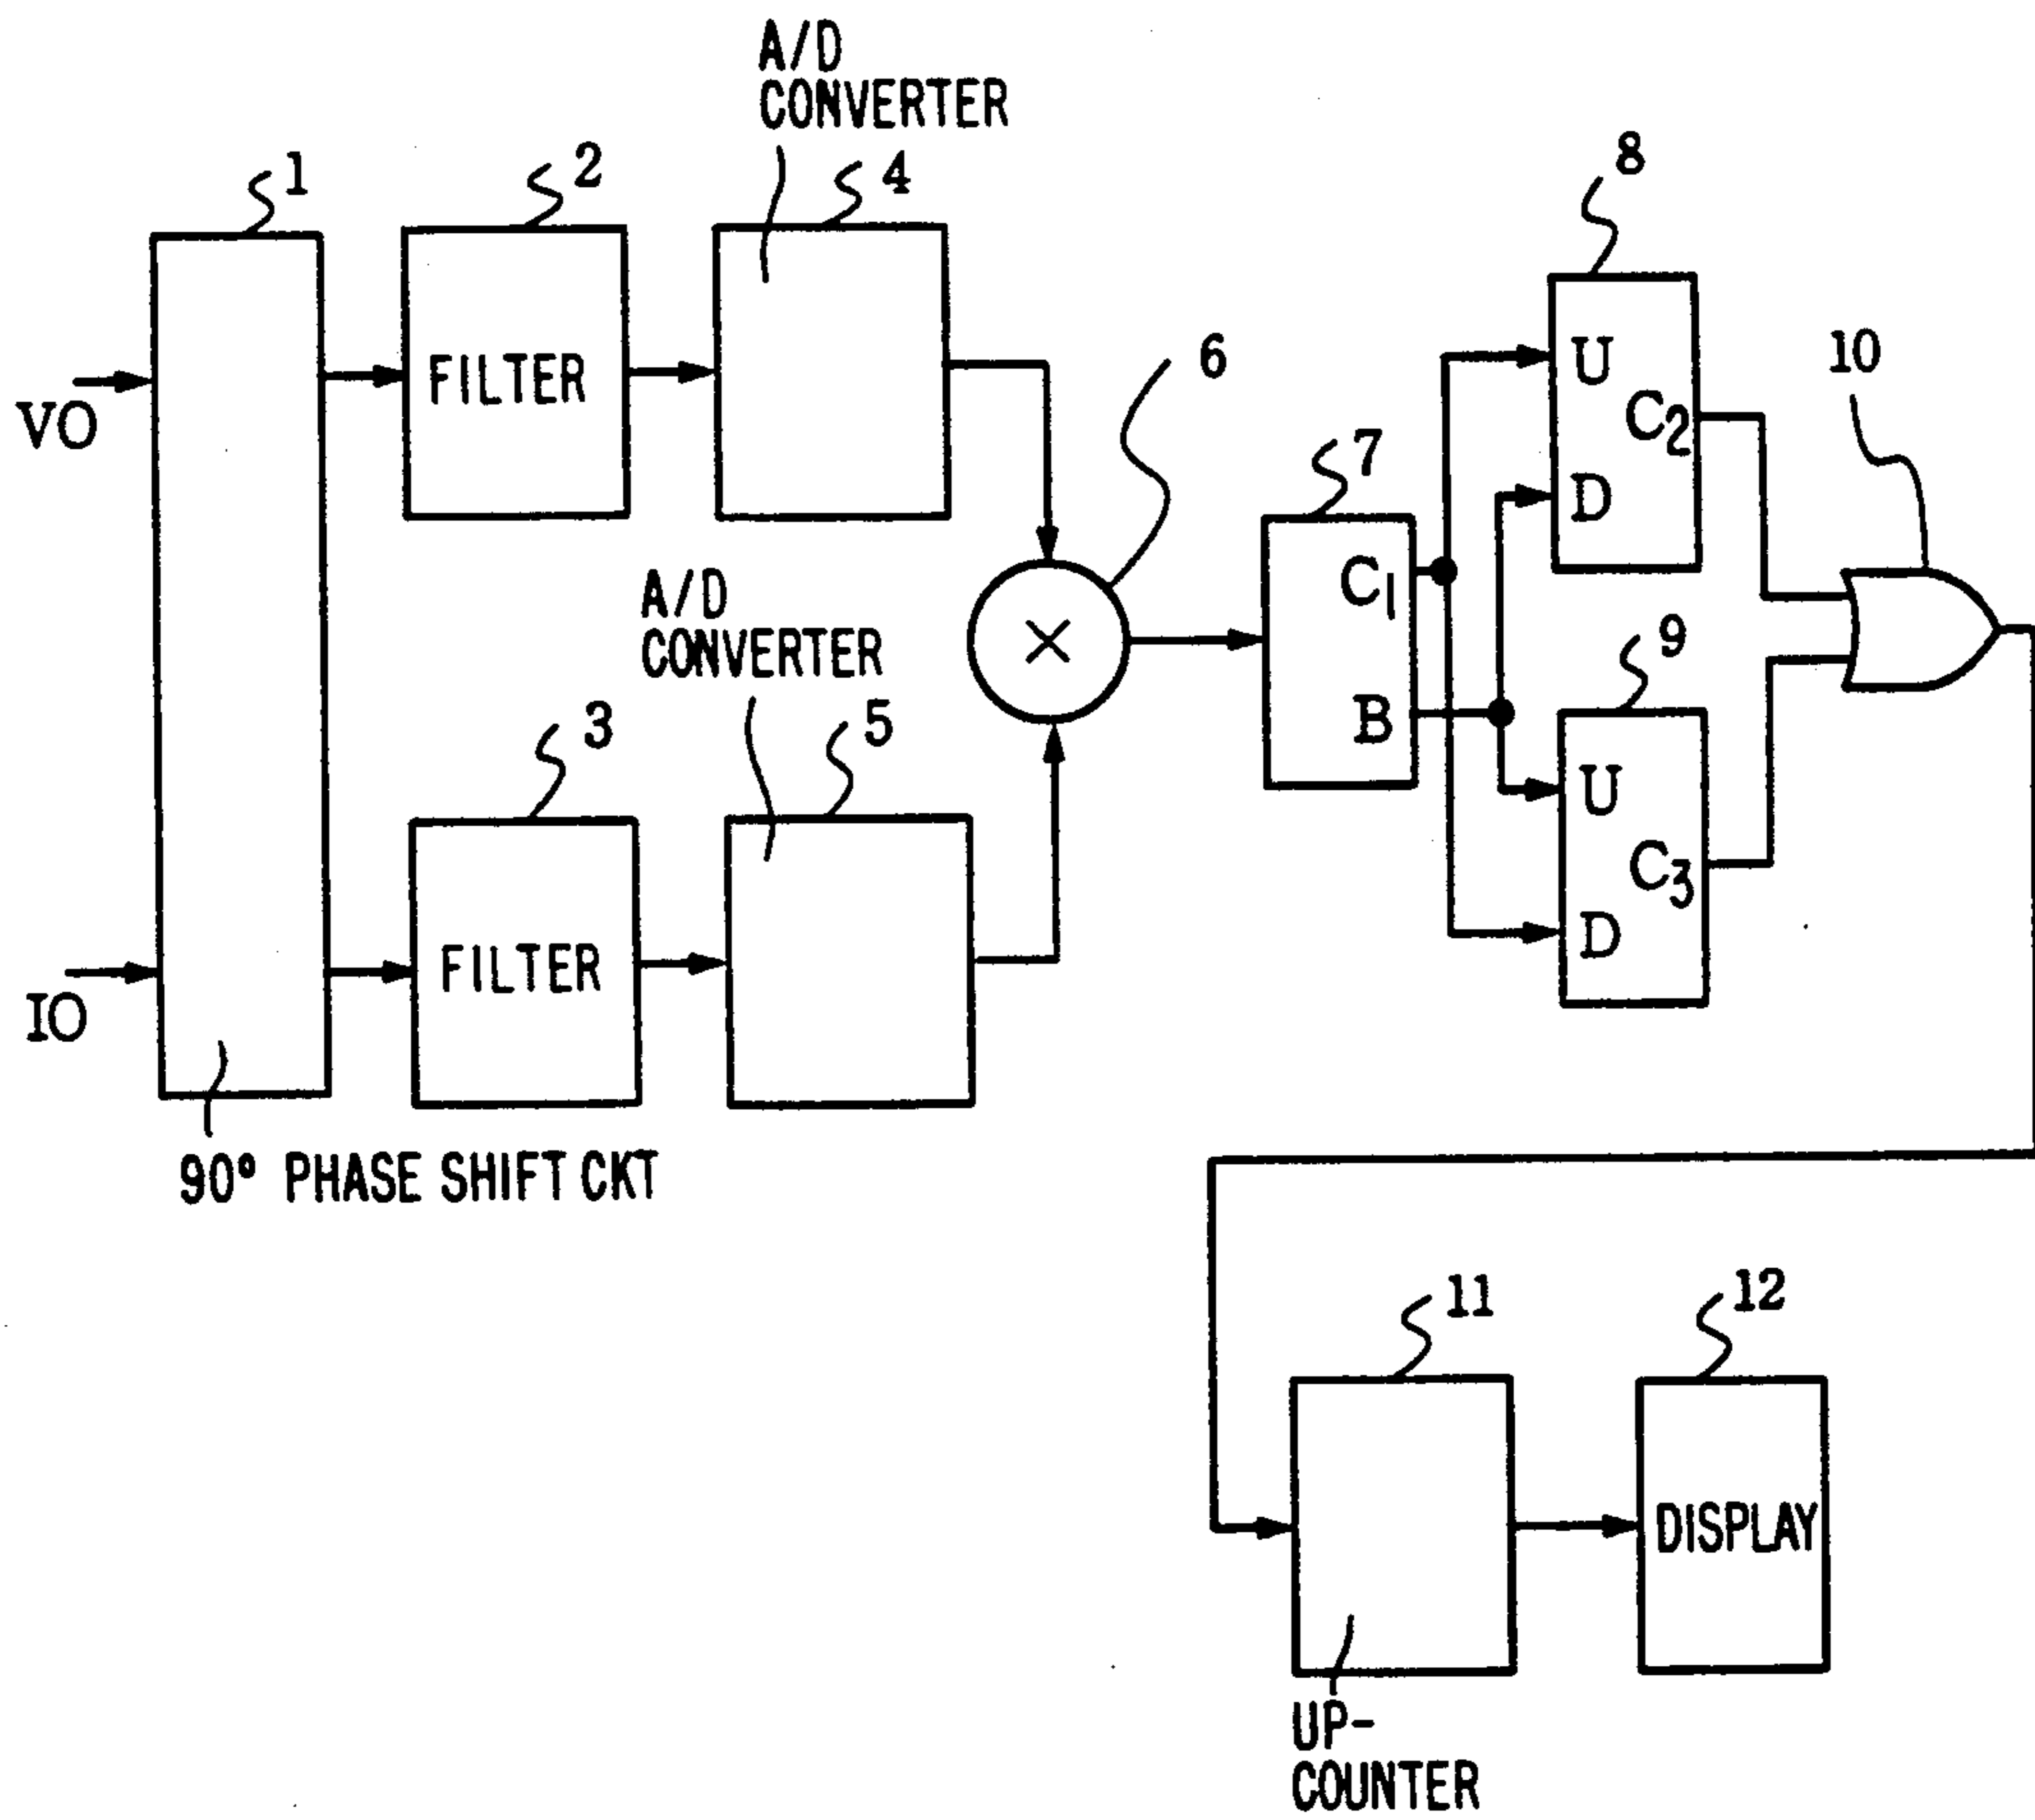 A/D
CONVERTER
1
2
4
8
VO
FILTER
6
10
U
C2
D
7
C1
B
A/D
CONVERTER
3
5
9
U
C3
D
IO
FILTER
90° PHASE SHIFT CKT
11
12
DISPLAY
UP-
COUNTER